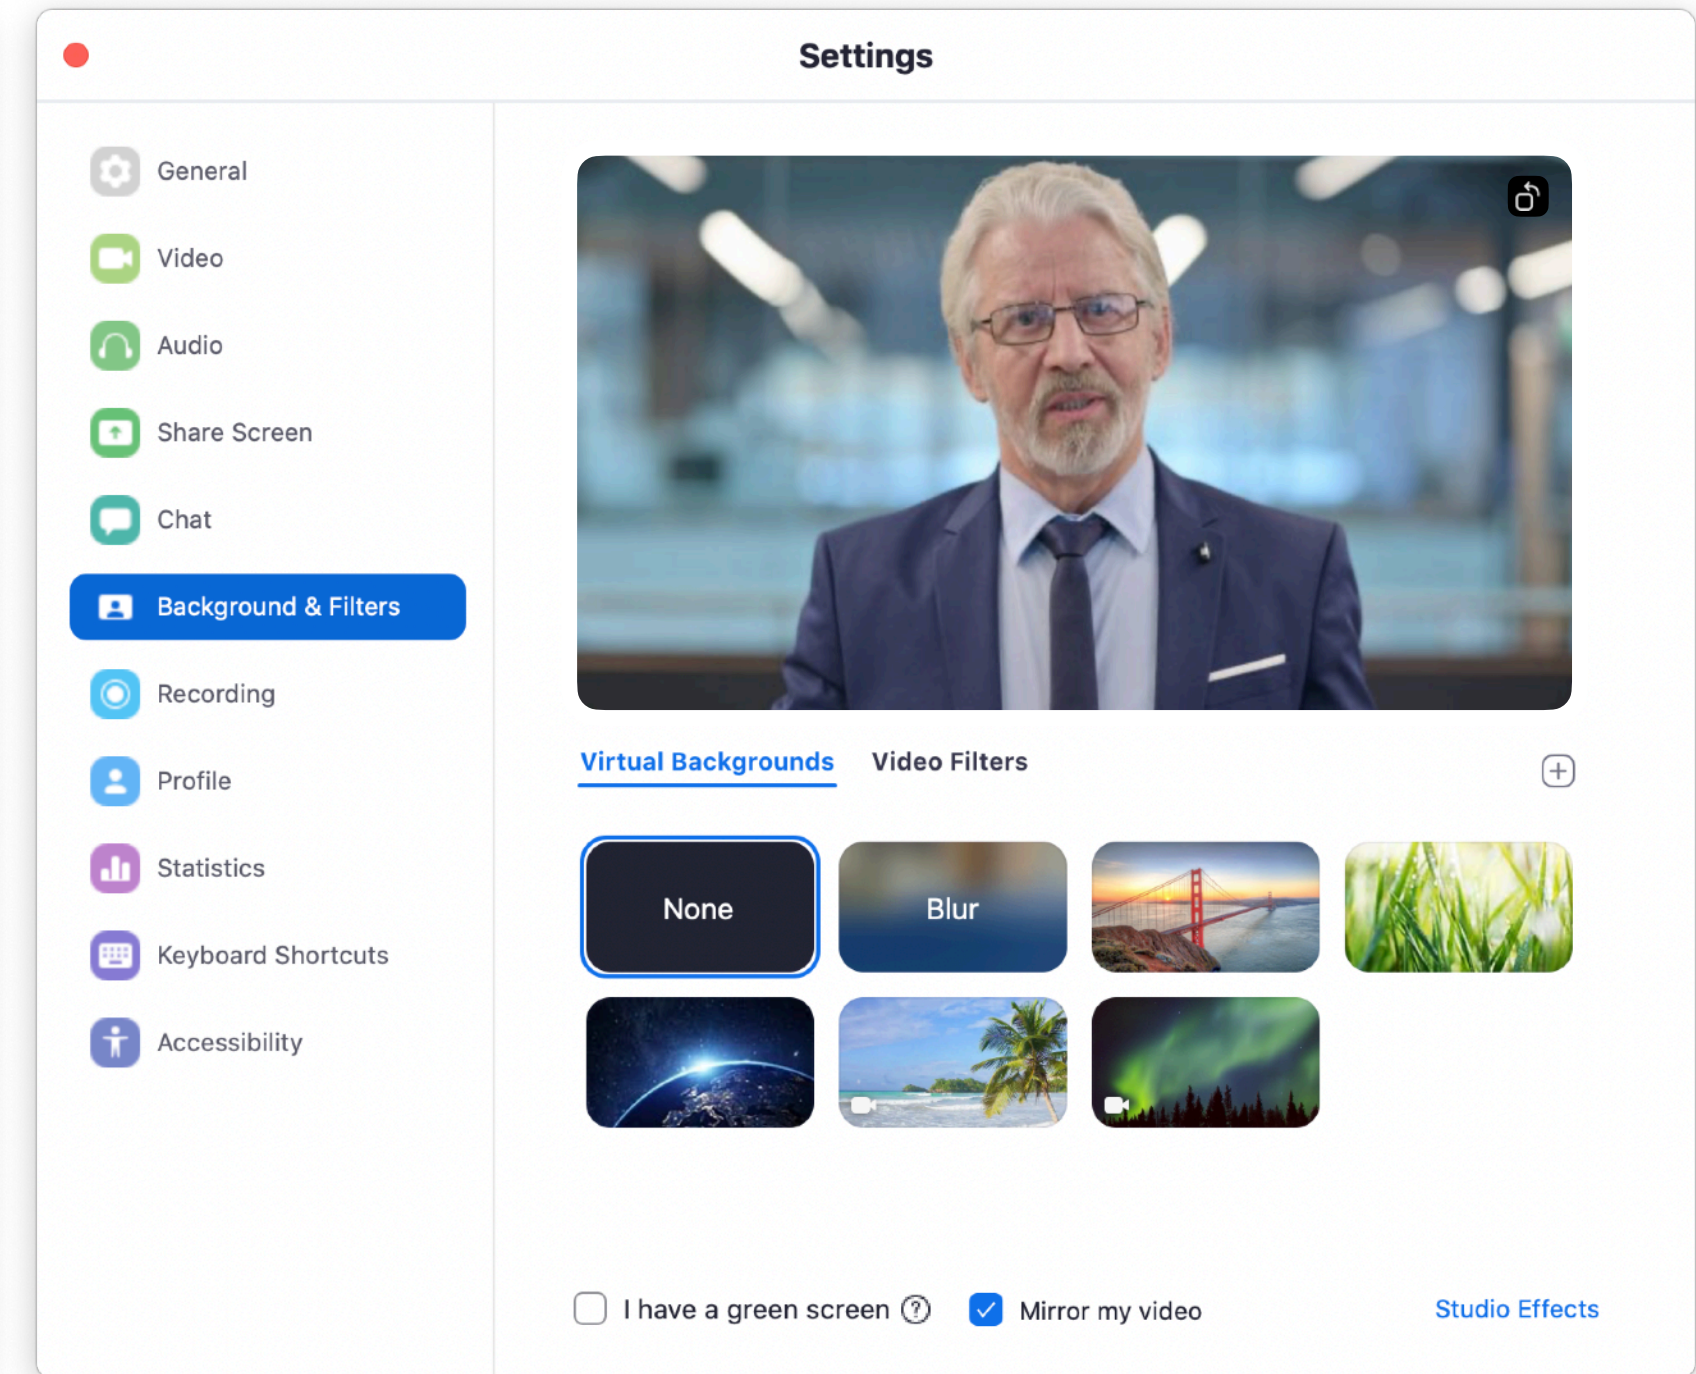 Settings
General
Video
Audio
Share Screen
Chat
Background & Filters
Recording
Profile
Statistics
Keyboard Shortcuts
Accessibility
Virtual Backgrounds
Video Filters
None
Blur
I have a green screen
Mirror my video
Studio Effects